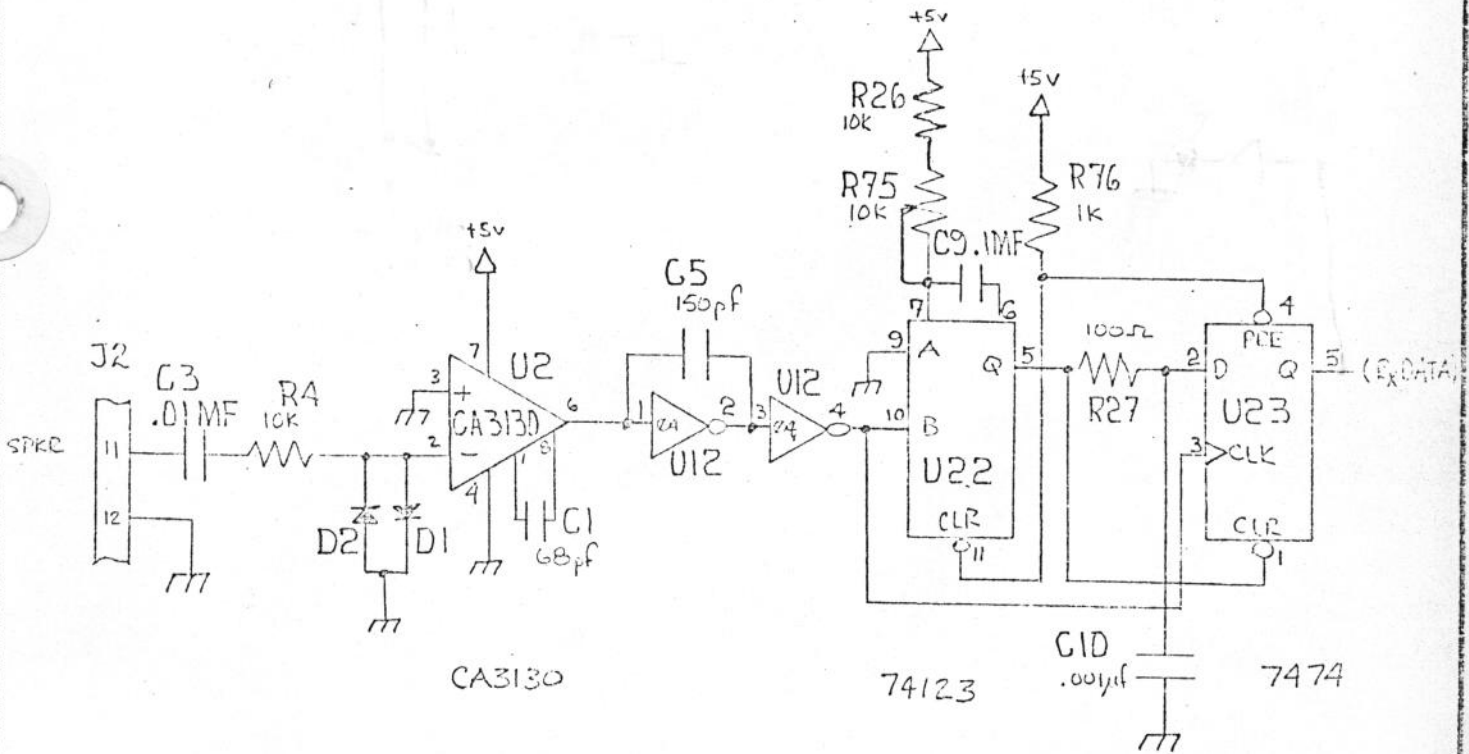 +5v
R26
10K
+5v
R75
10K
R76
1K
+5v
C9 .1MF
C5
150pf
7
6
4
J2
7
U2
9
A
100Ω
PRE
C3
R4
3
+
U12
Q
5
2
D
Q
5
(RxDATA)
.01MF
10K
CA3130
6
1
2
3
4
10
B
R27
U23
SPKR
11
2
-
U12
3
CLK
1
8
U22
4
12
C1
CLR
CLR
D2
D1
68pf
11
1
C10
.001µf
CA3130
74123
7474